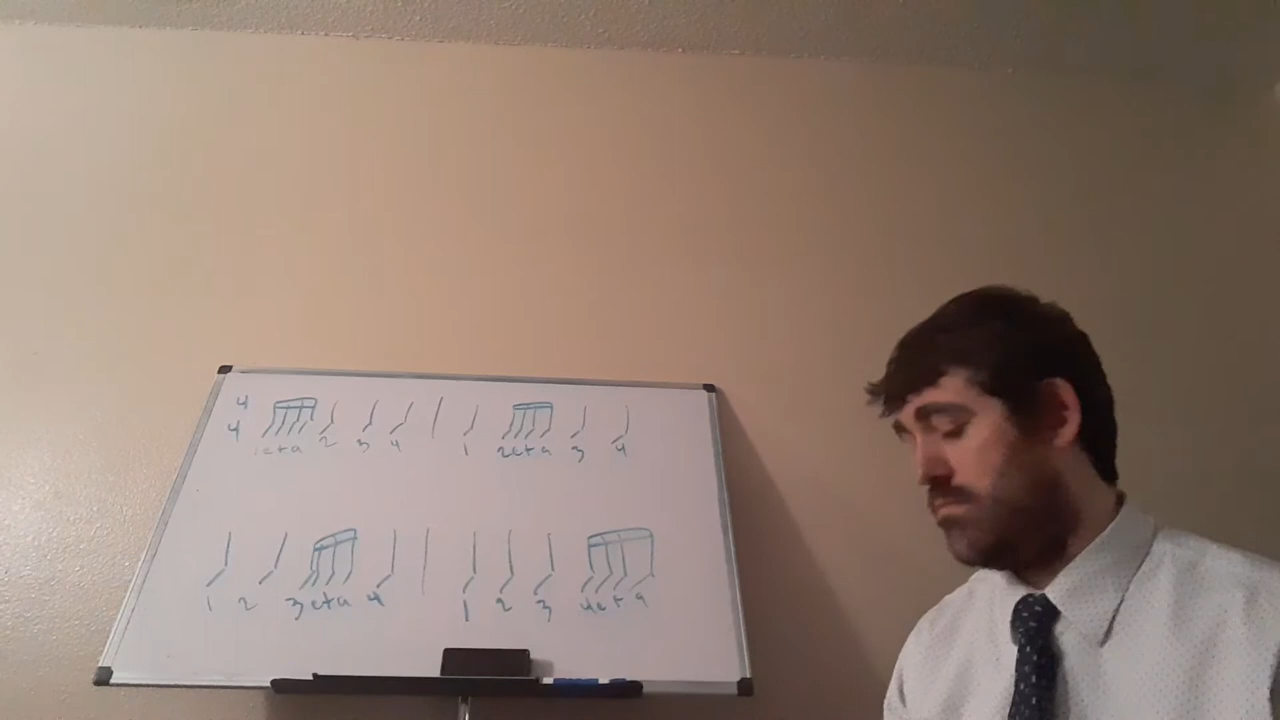 4
4
1 e + a 2 3 4 1 2 e + a 3 4
1 2 3 e + a 4 1 2 3 4 e + a